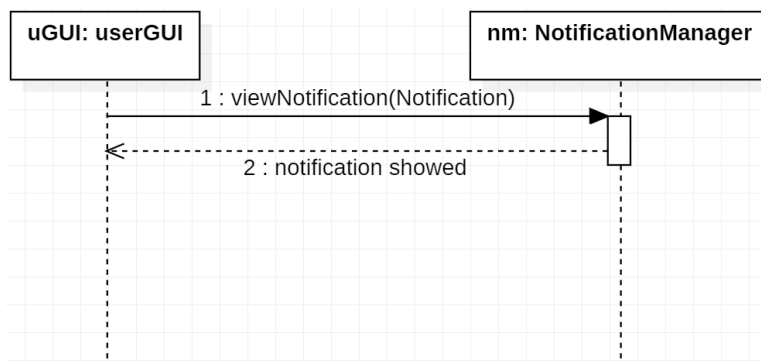 uGUI: userGUI
nm: NotificationManager
1 : viewNotification(Notification)
2 : notification showed